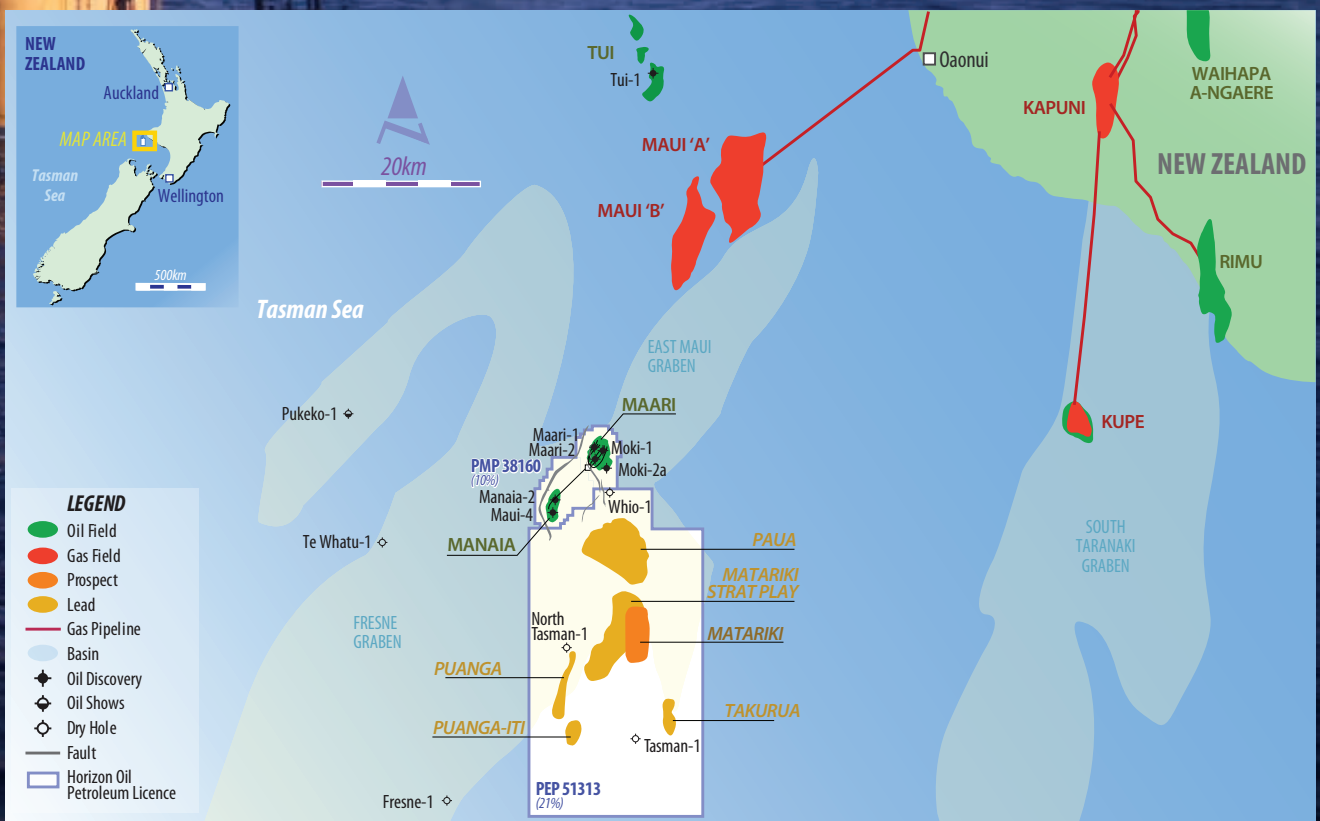 NEW
ZEALAND
Auckland
MAP AREA
Tasman
Sea
Wellington
500km
20km
TUI
Tui-1
Oaonui
MAUI ‘A’
MAUI ‘B’
KAPUNI
WAIHAPA
A-NGAERE
NEW ZEALAND
RIMU
Tasman Sea
EAST MAUI
GRABEN
Pukeko-1
MAARI
KUPE
Maari-1
Maari-2
Moki-1
Moki-2a
PMP 38160
(10%)
Manaia-2
Maui-4
Whio-1
MANAIA
Te Whatu-1
SOUTH
TARANAKI
GRABEN
PAUA
MATARIKI
STRAT PLAY
MATARIKI
North
Tasman-1
FRESNE
GRABEN
PUANGA
PUANGA-ITI
TAKURUA
Tasman-1
PEP 51313
(21%)
Fresne-1
LEGEND
Oil Field
Gas Field
Prospect
Lead
Gas Pipeline
Basin
Oil Discovery
Oil Shows
Dry Hole
Fault
Horizon Oil
Petroleum Licence